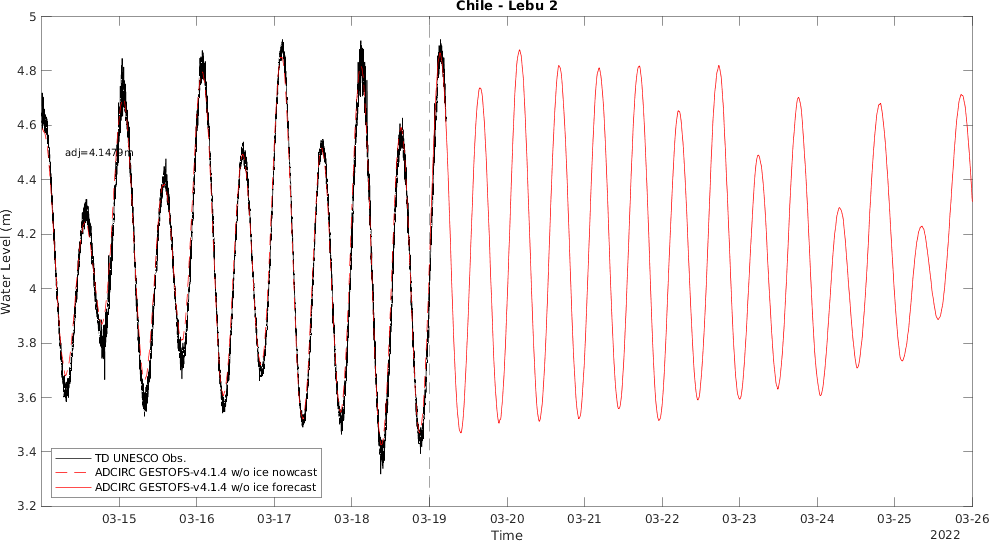 Chile - Lebu 2
5
4.8
4.6
4.4
4.2
4
3.8
3.6
3.4
3.2
Water Level (m)
adj=4.1479m
TD UNESCO Obs.
ADCIRC GESTOFS-v4.1.4 w/o ice nowcast
ADCIRC GESTOFS-v4.1.4 w/o ice forecast
03-15 03-16 03-17 03-18 03-19 03-20 03-21 03-22 03-23 03-24 03-25 03-26
Time
2022